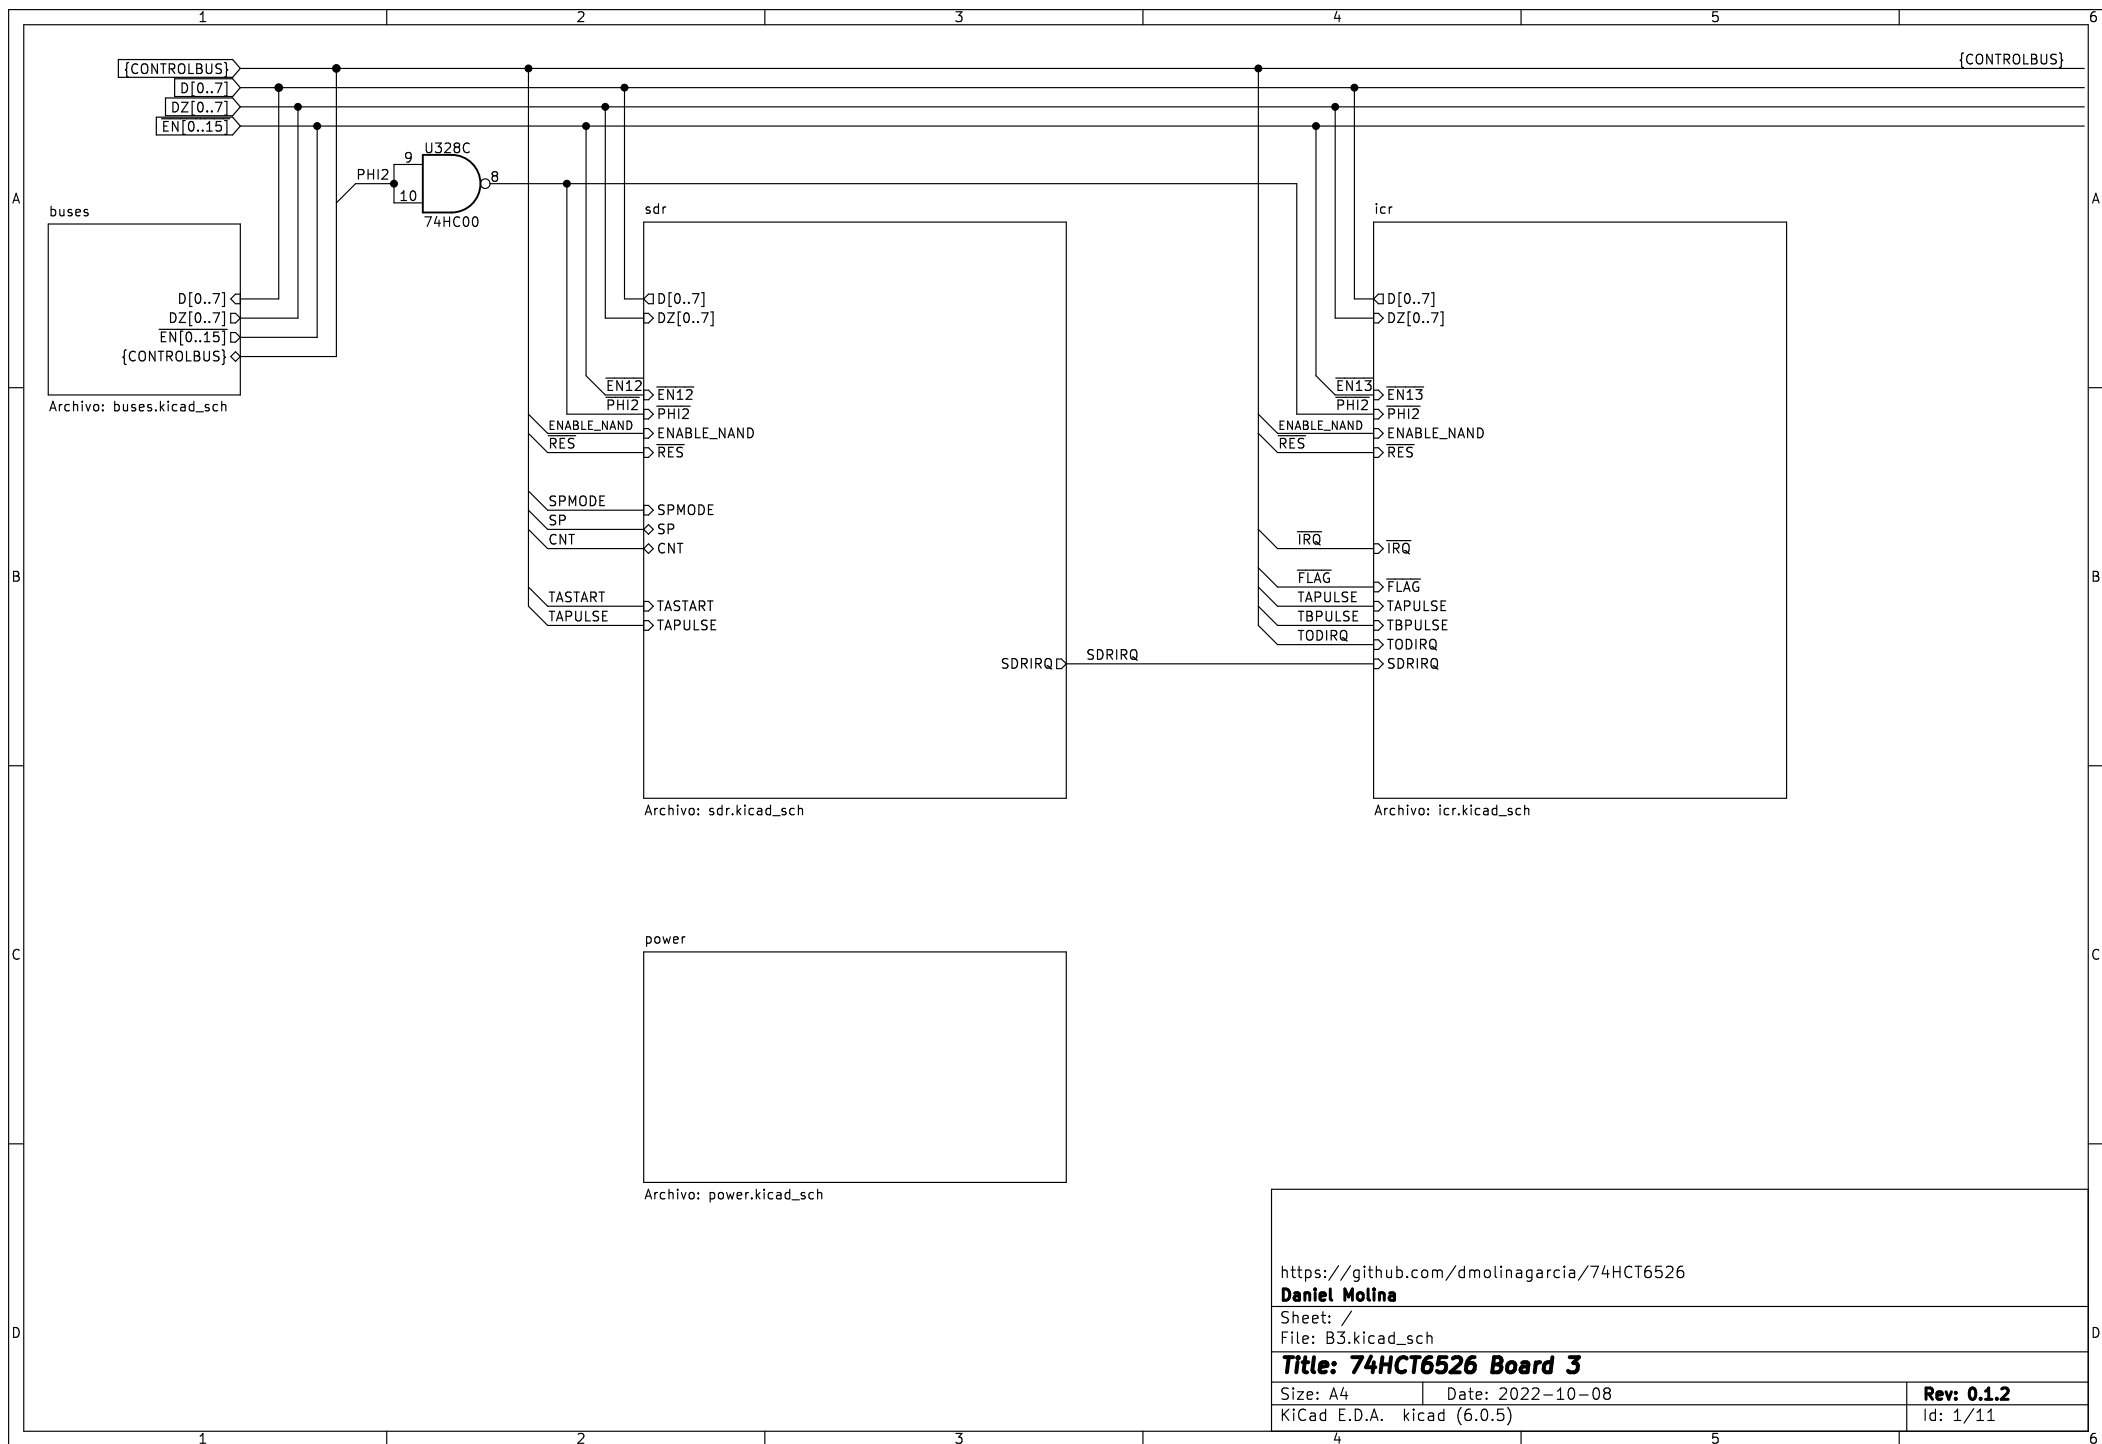 1 2 3 4 5 6
{CONTROLBUS} {CONTROLBUS}
D[0..7]
DZ[0..7]
EN[0..15]
U328C
9
PHI2 8
10
74HC00
A A
buses sdr icr
D[0..7] D[0..7] D[0..7]
DZ[0..7] DZ[0..7] DZ[0..7]
EN[0..15]
{CONTROLBUS}
EN12 EN12 EN13 EN13
PHI2 PHI2 PHI2 PHI2
Archivo: buses.kicad_sch
ENABLE_NAND ENABLE_NAND ENABLE_NAND ENABLE_NAND
RES RES RES RES
SPMODE SPMODE
SP SP
CNT CNT IRQ IRQ
B B
FLAG FLAG
TASTART TASTART TAPULSE TAPULSE
TAPULSE TAPULSE TBPULSE TBPULSE
TODIRQ TODIRQ
SDRIRQ SDRIRQ SDRIRQ
Archivo: sdr.kicad_sch Archivo: icr.kicad_sch
power
C C
Archivo: power.kicad_sch
https://github.com/dmolinagarcia/74HCT6526
Daniel Molina
Sheet: /
D D
File: B3.kicad_sch
Title: 74HCT6526 Board 3
Size: A4 Date: 2022-10-08 Rev: 0.1.2
KiCad E.D.A. kicad (6.0.5) Id: 1/11
1 2 3 4 5 6